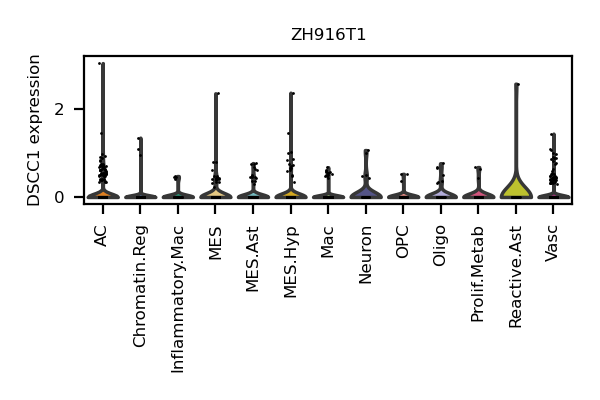 ZH916T1
DSCC1 expression
2
0
AC
Chromatin.Reg
Inflammatory.Mac
MES
MES.Ast
MES.Hyp
Mac
Neuron
OPC
Oligo
Prolif.Metab
Reactive.Ast
Vasc